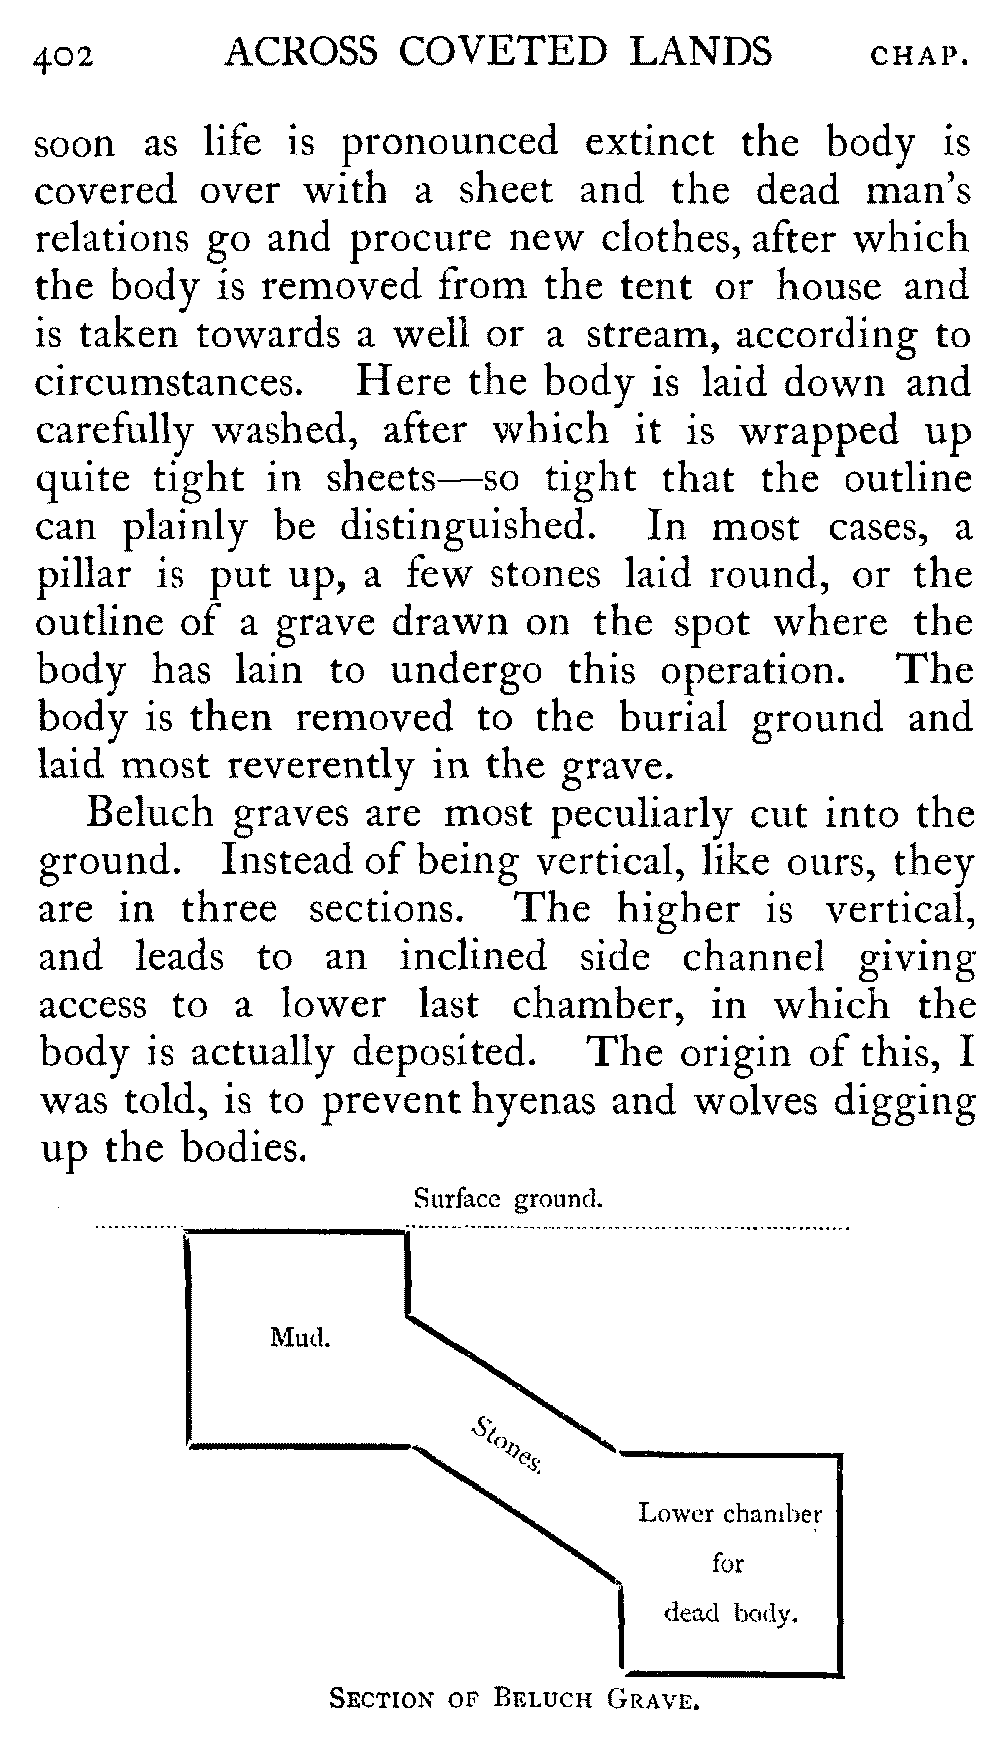 402 ACROSS COVETED LANDS CHAP.
soon as life is pronounced extinct the body is
covered over with a sheet and the dead man's
relations go and procure new clothes, after which
the body is removed from the tent or house and
is taken towards a well or a stream, according to
circumstances. Here the body is laid down and
carefully washed, after which it is wrapped up
quite tight in sheets—so tight that the outline
can plainly be distinguished. In most cases, a
pillar is put up, a few stones laid round, or the
outline of a grave drawn on the spot where the
body has lain to undergo this operation. The
body is then removed to the burial ground and
laid most reverently in the grave.
Beluch graves are most peculiarly cut into the
ground. Instead of being vertical, like ours, they
are in three sections. The higher is vertical,
and leads to an inclined side channel giving
access to a lower last chamber, in which the
body is actually deposited. The origin of this, I
was told, is to prevent hyenas and wolves digging
up the bodies.
Surface ground.
Mud.
Stones.
Lower chamber
for
dead body.
SECTION OF BELUCH GRAVE.